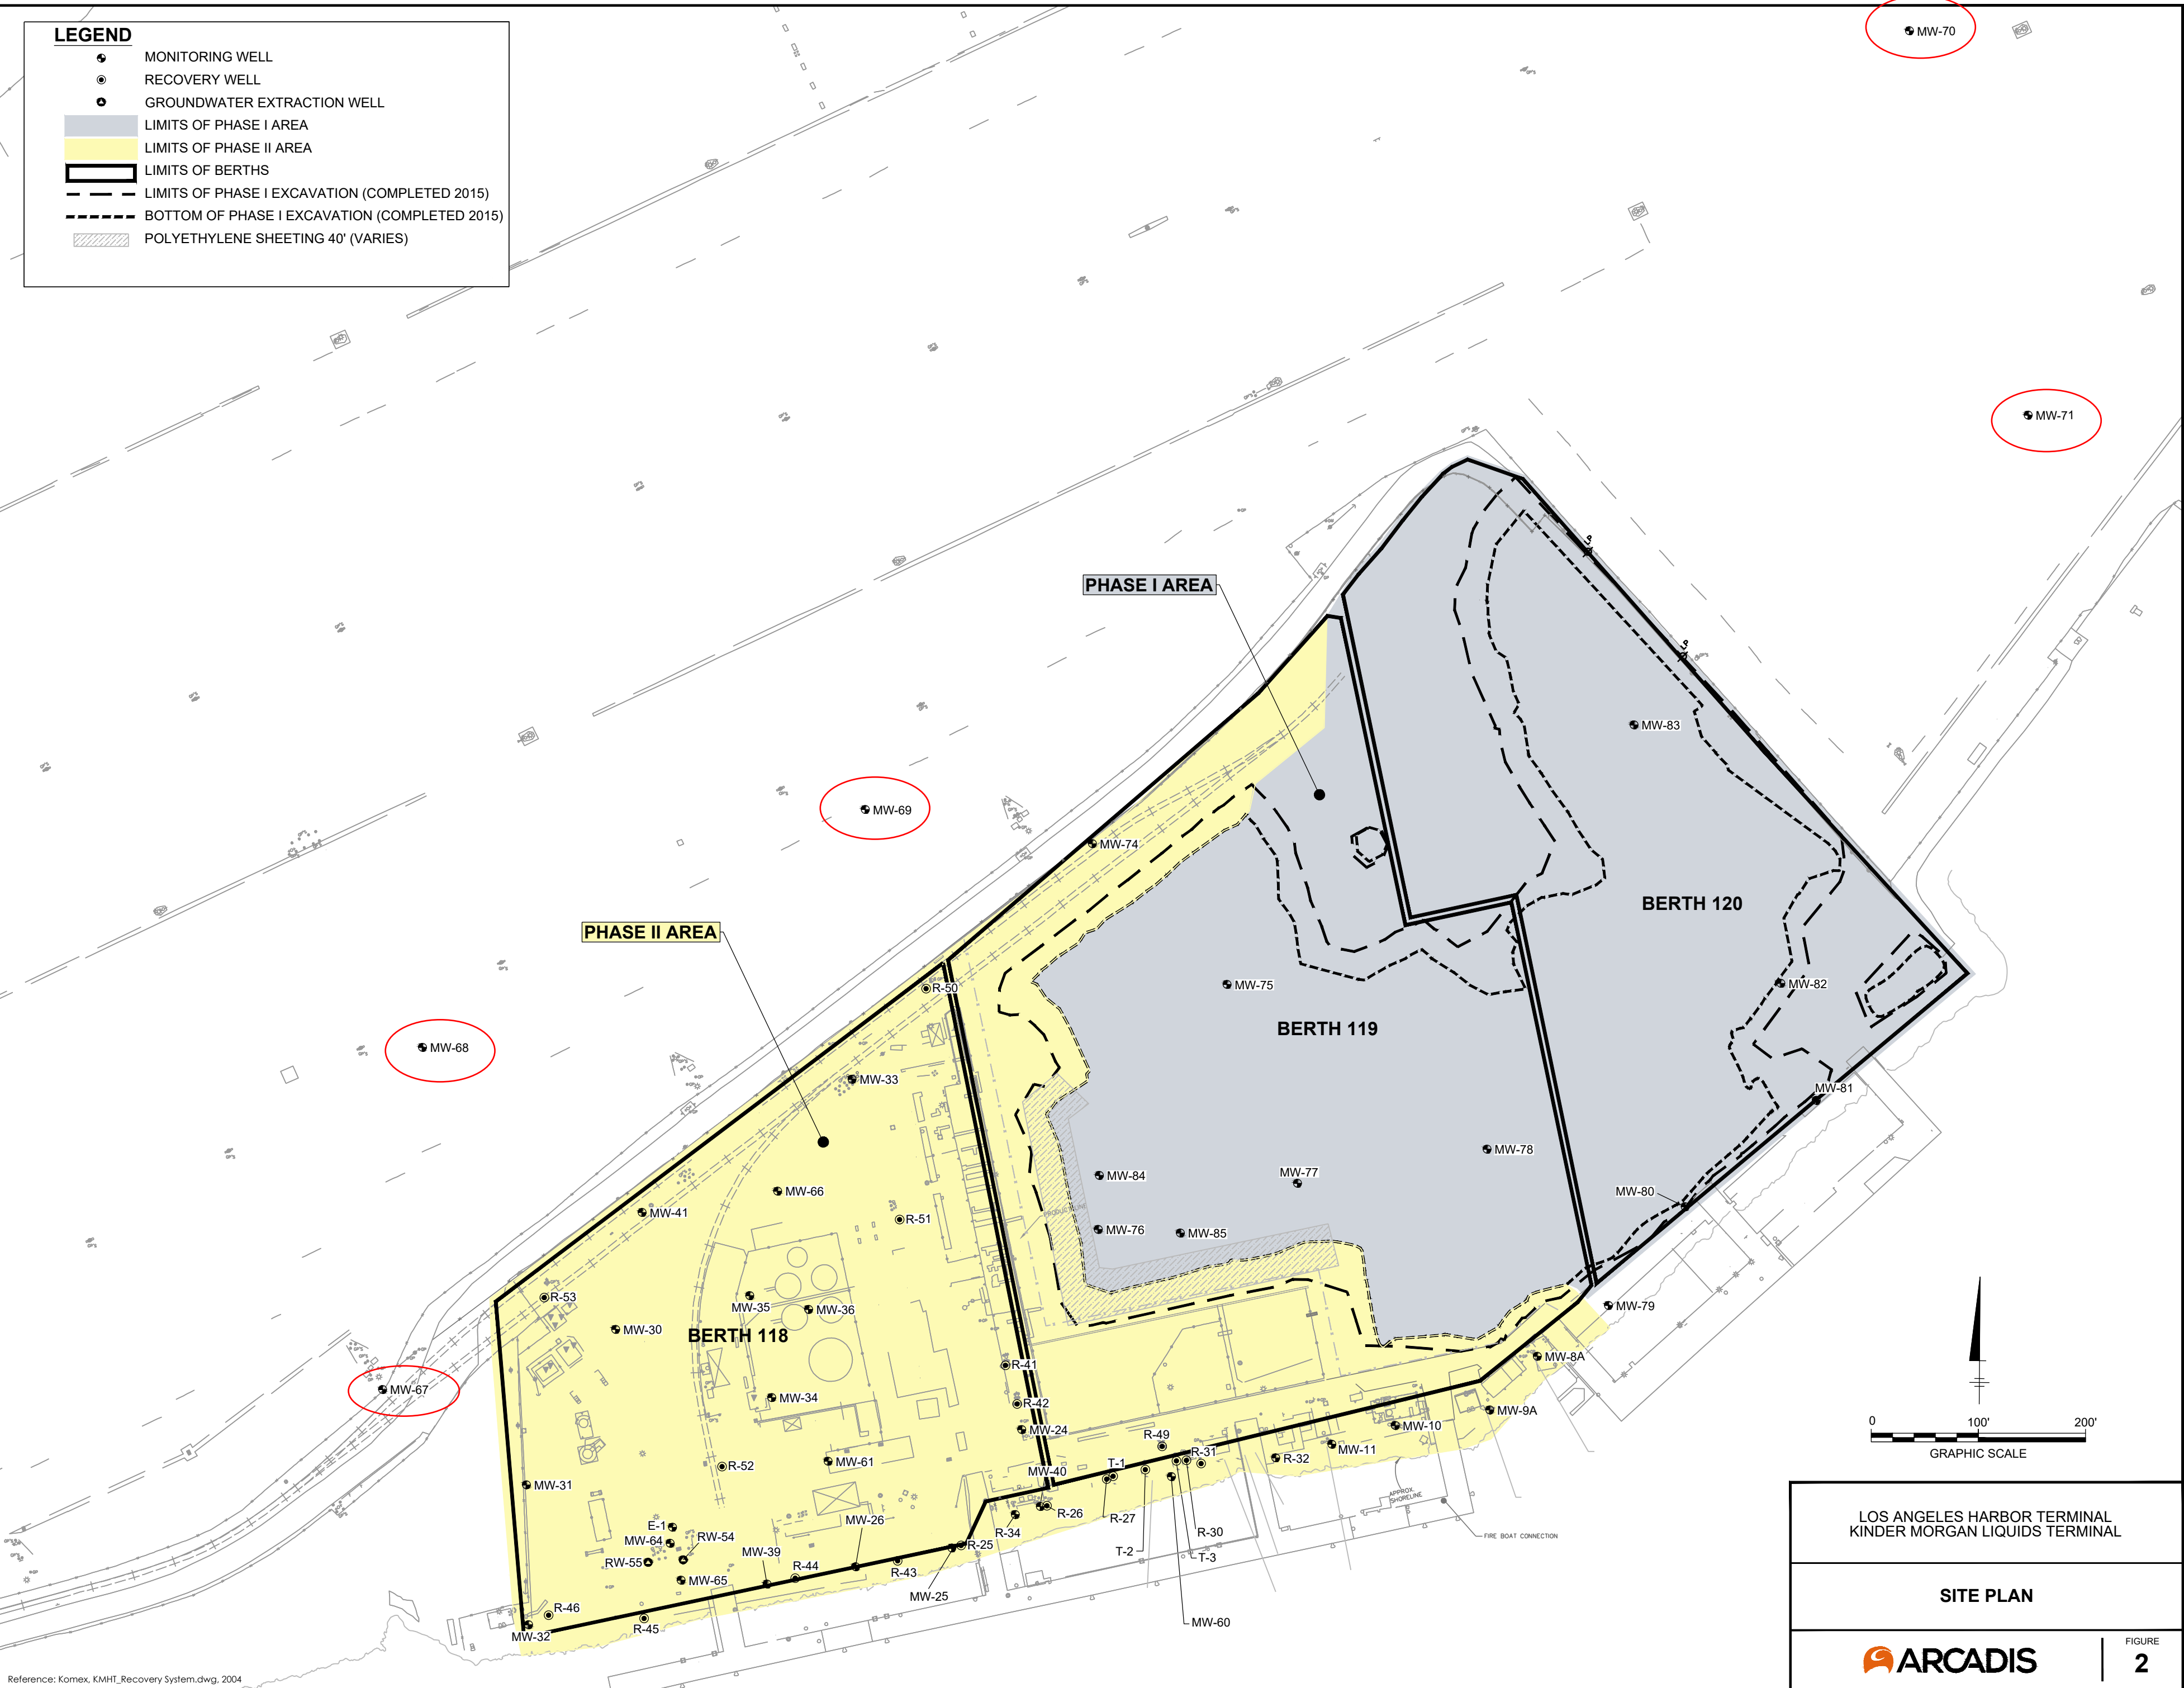 LEGEND
MONITORING WELL
RECOVERY WELL
GROUNDWATER EXTRACTION WELL
LIMITS OF PHASE I AREA
LIMITS OF PHASE II AREA
LIMITS OF BERTHS
LIMITS OF PHASE I EXCAVATION (COMPLETED 2015)
BOTTOM OF PHASE I EXCAVATION (COMPLETED 2015)
POLYETHYLENE SHEETING 40' (VARIES)
MW-70
MW-71
PHASE I AREA
MW-83
MW-69
MW-74
BERTH 120
PHASE II AREA
MW-75
MW-82
R-50
BERTH 119
MW-68
MW-33
MW-81
MW-78
MW-84
MW-77
MW-66
MW-80
MW-41
PRODUCT LINE
R-51
MW-76
MW-85
R-53
MW-35
MW-36
MW-79
MW-30
BERTH 118
MW-8A
R-41
MW-67
MW-34
R-42
MW-9A
MW-24
MW-10
R-49
MW-11
R-31
R-32
R-52
MW-61
MW-40
T-1
MW-31
APPROX.
SHORELINE
R-26
R-27
MW-26
E-1
R-34
R-30
FIRE BOAT CONNECTION
MW-64
RW-54
R-25
T-2
T-3
MW-39
R-44
RW-55
R-43
MW-65
MW-25
R-46
MW-60
MW-32
R-45
0 100' 200'
GRAPHIC SCALE
LOS ANGELES HARBOR TERMINAL
KINDER MORGAN LIQUIDS TERMINAL
SITE PLAN
ARCADIS
FIGURE
2
Reference: Komex, KMHT_Recovery System.dwg, 2004